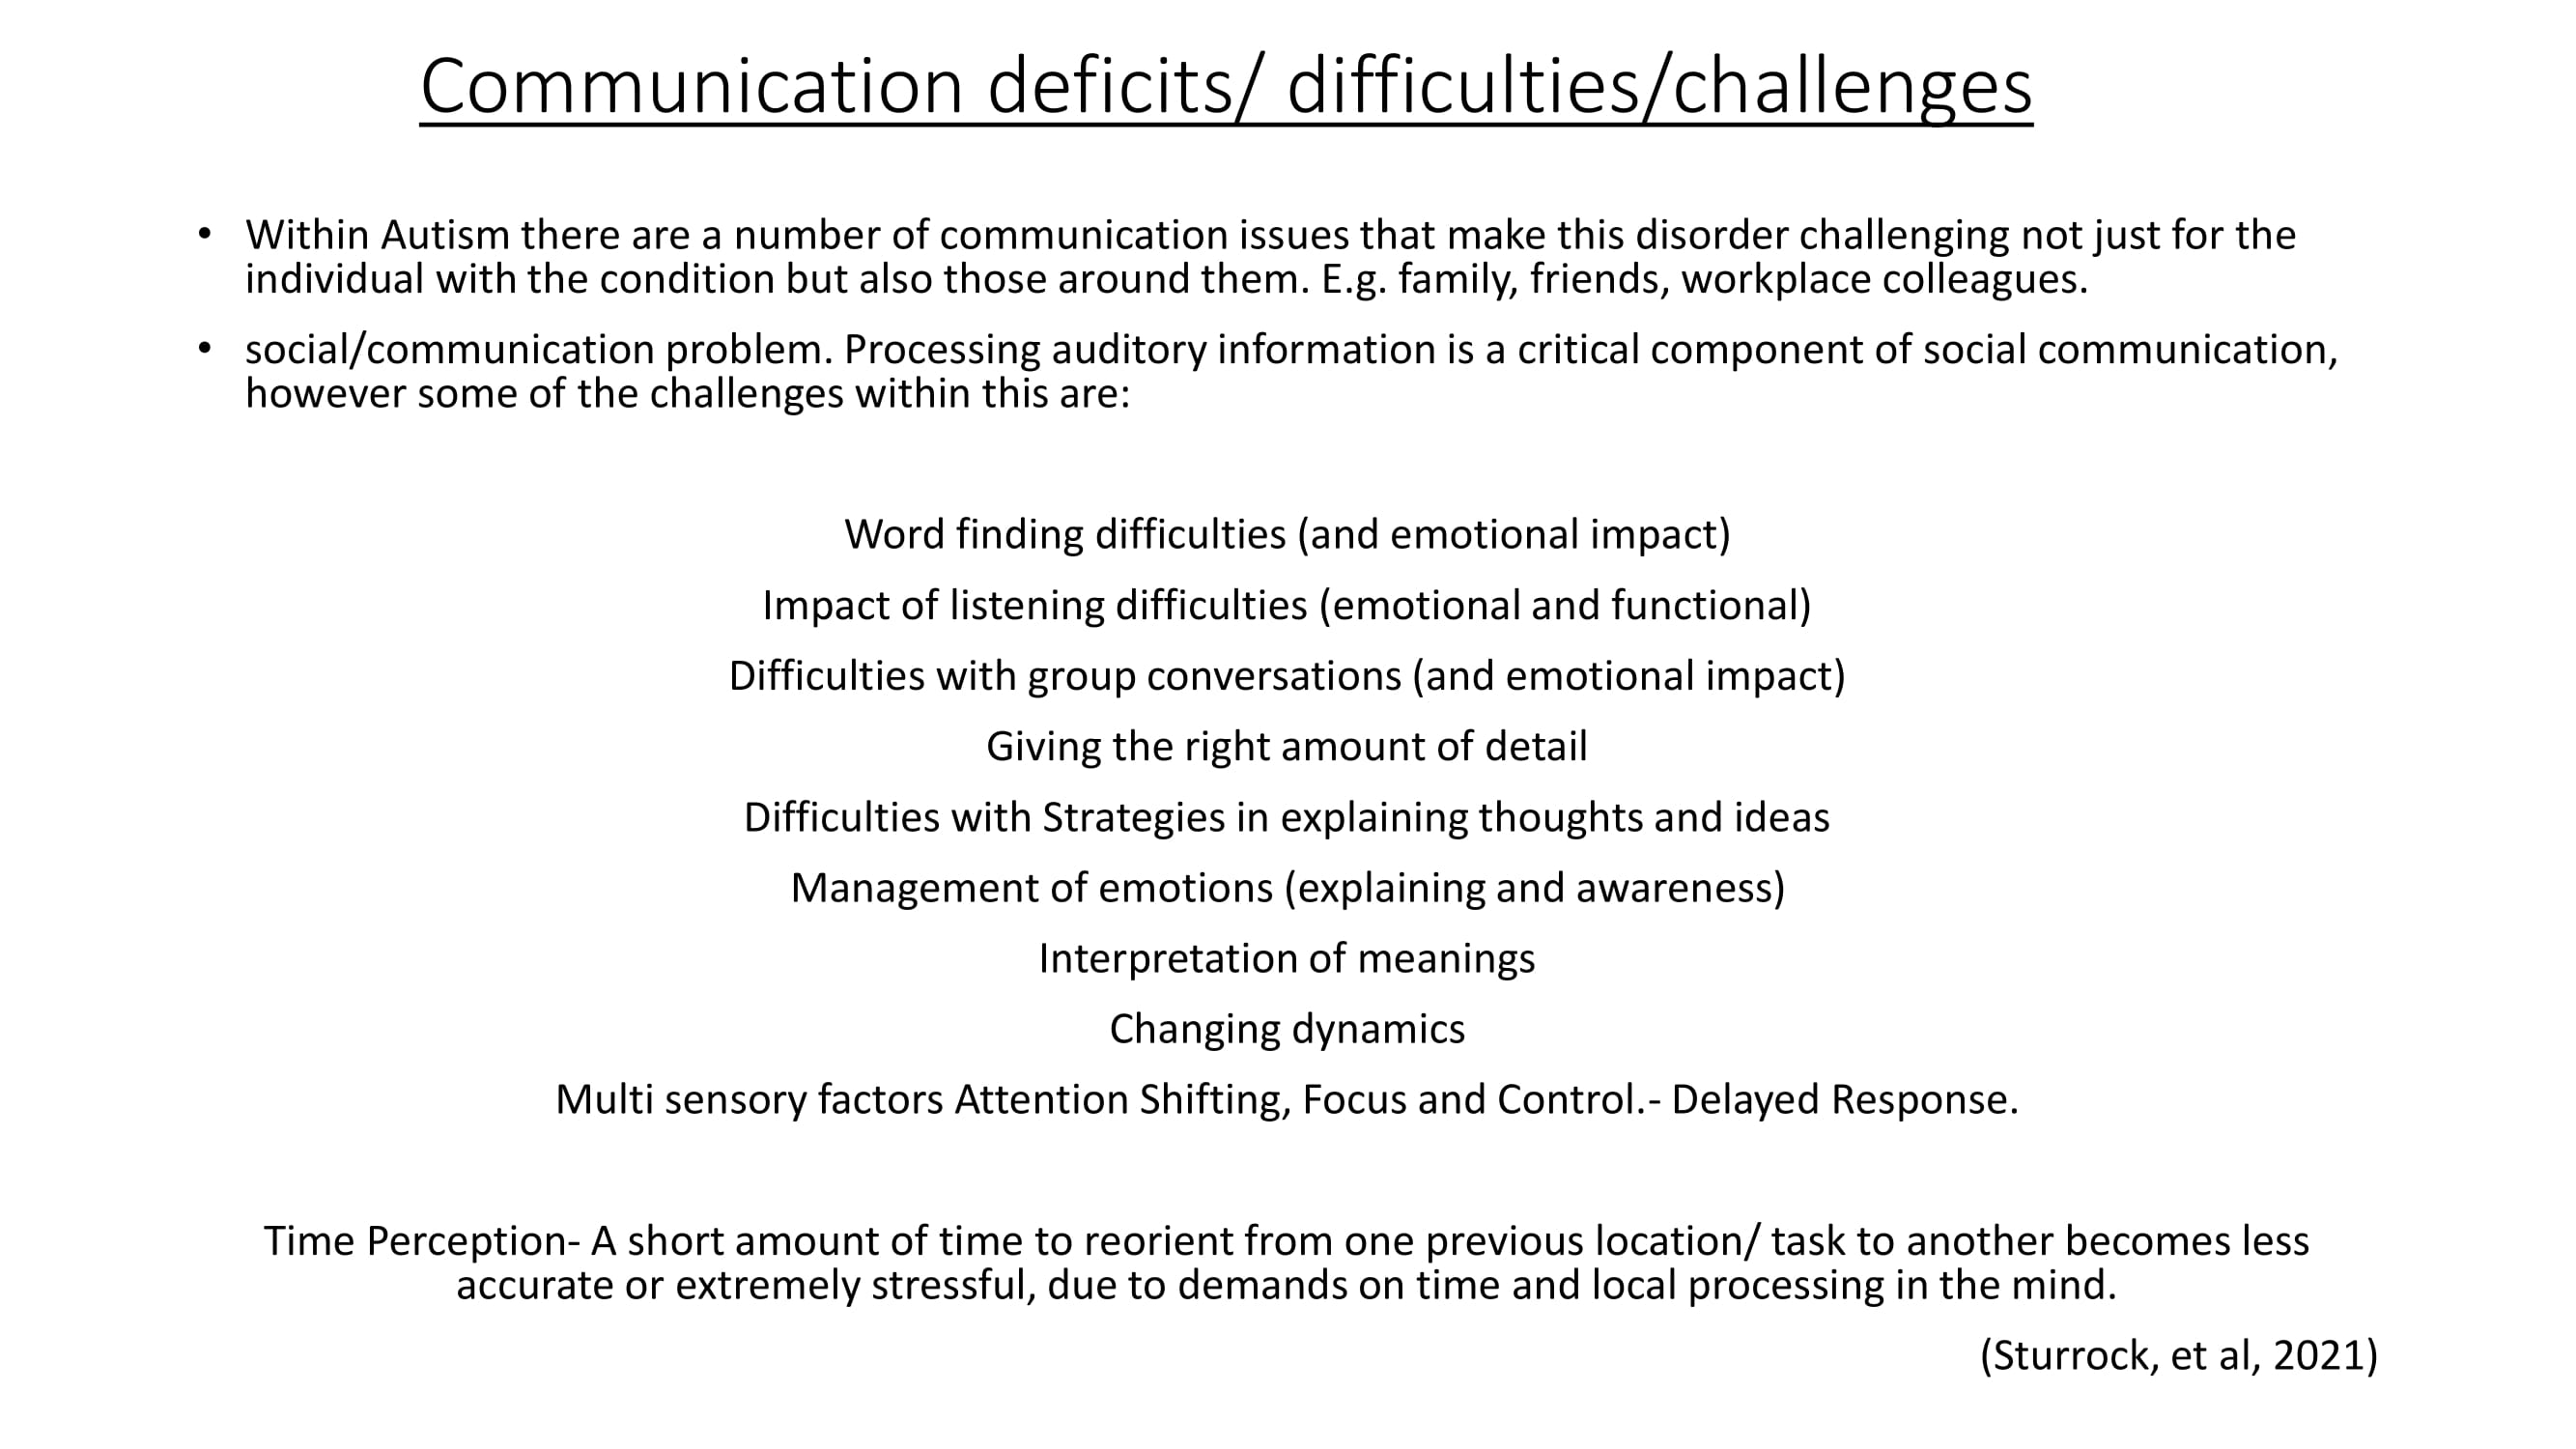 Communication deficits/ difficulties/challenges
• Within Autism there are a number of communication issues that make this disorder challenging not just for the
individual with the condition but also those around them. E.g. family, friends, workplace colleagues.
• social/communication problem. Processing auditory information is a critical component of social communication,
however some of the challenges within this are:
Word finding difficulties (and emotional impact)
Impact of listening difficulties (emotional and functional)
Difficulties with group conversations (and emotional impact)
Giving the right amount of detail
Difficulties with Strategies in explaining thoughts and ideas
Management of emotions (explaining and awareness)
Interpretation of meanings
Changing dynamics
Multi sensory factors Attention Shifting, Focus and Control.- Delayed Response.
Time Perception- A short amount of time to reorient from one previous location/ task to another becomes less
accurate or extremely stressful, due to demands on time and local processing in the mind.
(Sturrock, et al, 2021)